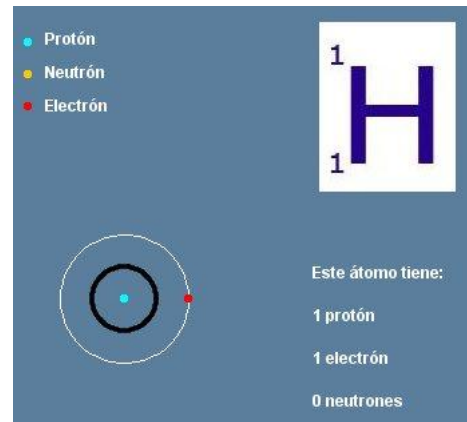 Protón
Neutrón
Electrón
1
H
1
Este átomo tiene:
1 protón
1 electrón
0 neutrones